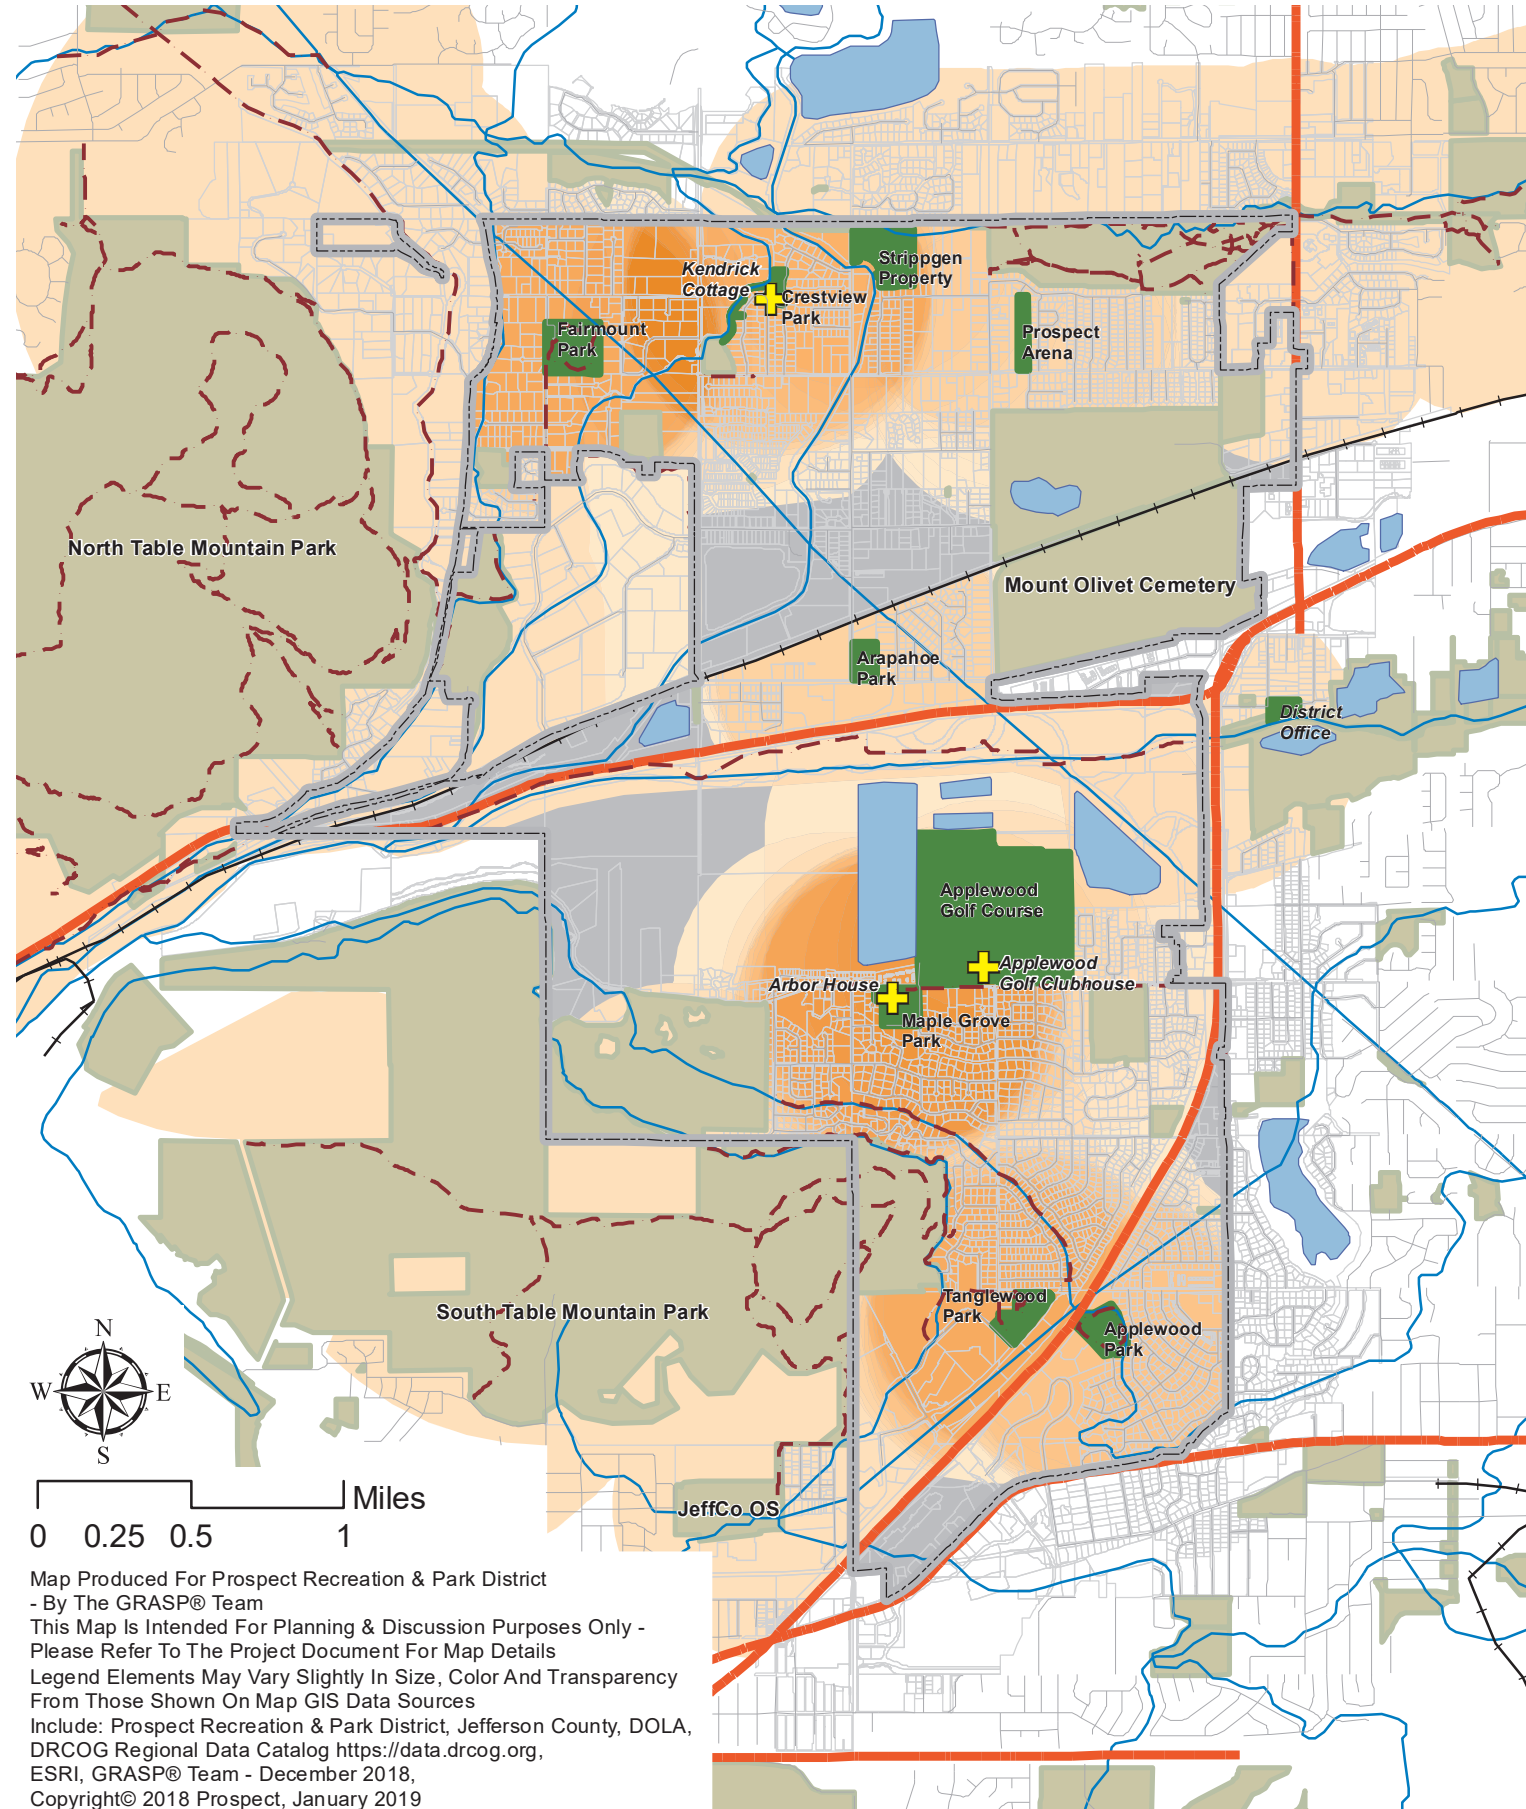 Kendrick
Cottage
Crestview
Park
Strippgen
Property
Fairmount
Park
Prospect
Arena
North Table Mountain Park
Mount Olivet Cemetery
Arapahoe
Park
District
Office
Applewood
Golf Course
Applewood
Golf Clubhouse
Arbor House
Maple Grove
Park
Tanglewood
Park
Applewood
Park
South Table Mountain Park
N
W
E
S
JeffCo OS
Miles
0 0.25 0.5 1
Map Produced For Prospect Recreation & Park District
- By The GRASP® Team
This Map Is Intended For Planning & Discussion Purposes Only -
Please Refer To The Project Document For Map Details
Legend Elements May Vary Slightly In Size, Color And Transparency
From Those Shown On Map GIS Data Sources
Include: Prospect Recreation & Park District, Jefferson County, DOLA,
DRCOG Regional Data Catalog https://data.drcog.org,
ESRI, GRASP® Team - December 2018,
Copyright© 2018 Prospect, January 2019